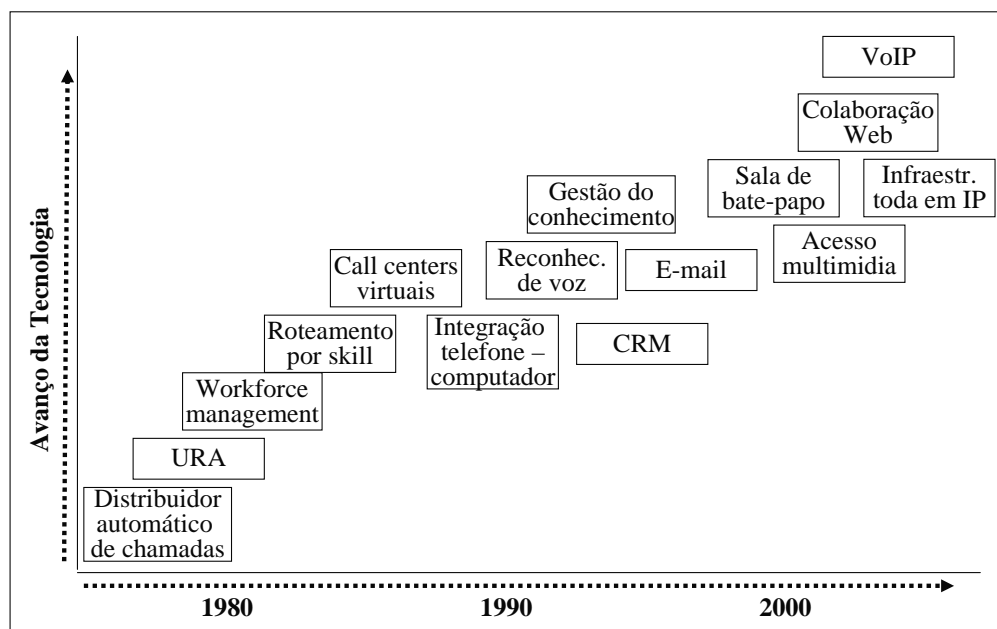 VoIP
Colaboração
Web
Sala de
bate-papo
Infraestr.
toda em IP
Gestão do
conhecimento
Acesso
multimidia
Call centers
virtuais
Reconhec.
de voz
E-mail
Roteamento
por skill
Integração
telefone –
computador
CRM
Workforce
management
URA
Distribuidor
automático
de chamadas
Avanço da Tecnologia
1980
1990
2000